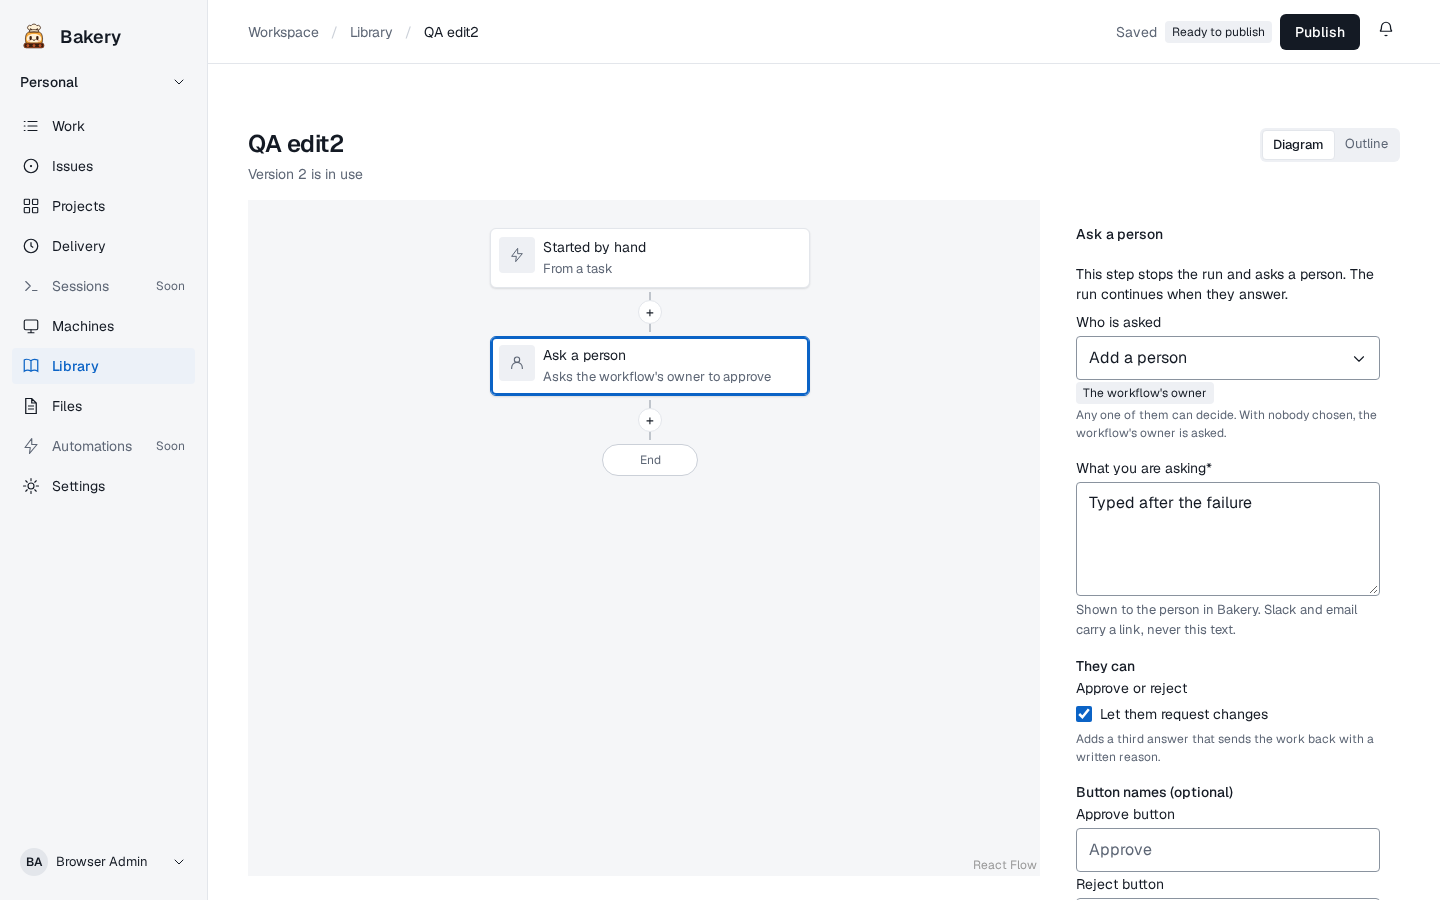 Bakery
Personal
Work
Issues
Projects
Delivery
Sessions Soon
Machines
Library
Files
Automations Soon
Settings
BA Browser Admin
Workspace / Library / QA edit2
Saved Ready to publish Publish
QA edit2
Version 2 is in use
Diagram Outline
Started by hand
From a task
+
Ask a person
Asks the workflow's owner to approve
+
End
React Flow
Ask a person
This step stops the run and asks a person. The
run continues when they answer.
Who is asked
Add a person
The workflow's owner
Any one of them can decide. With nobody chosen, the
workflow's owner is asked.
What you are asking*
Typed after the failure
Shown to the person in Bakery. Slack and email
carry a link, never this text.
They can
Approve or reject
Let them request changes
Adds a third answer that sends the work back with a
written reason.
Button names (optional)
Approve button
Approve
Reject button